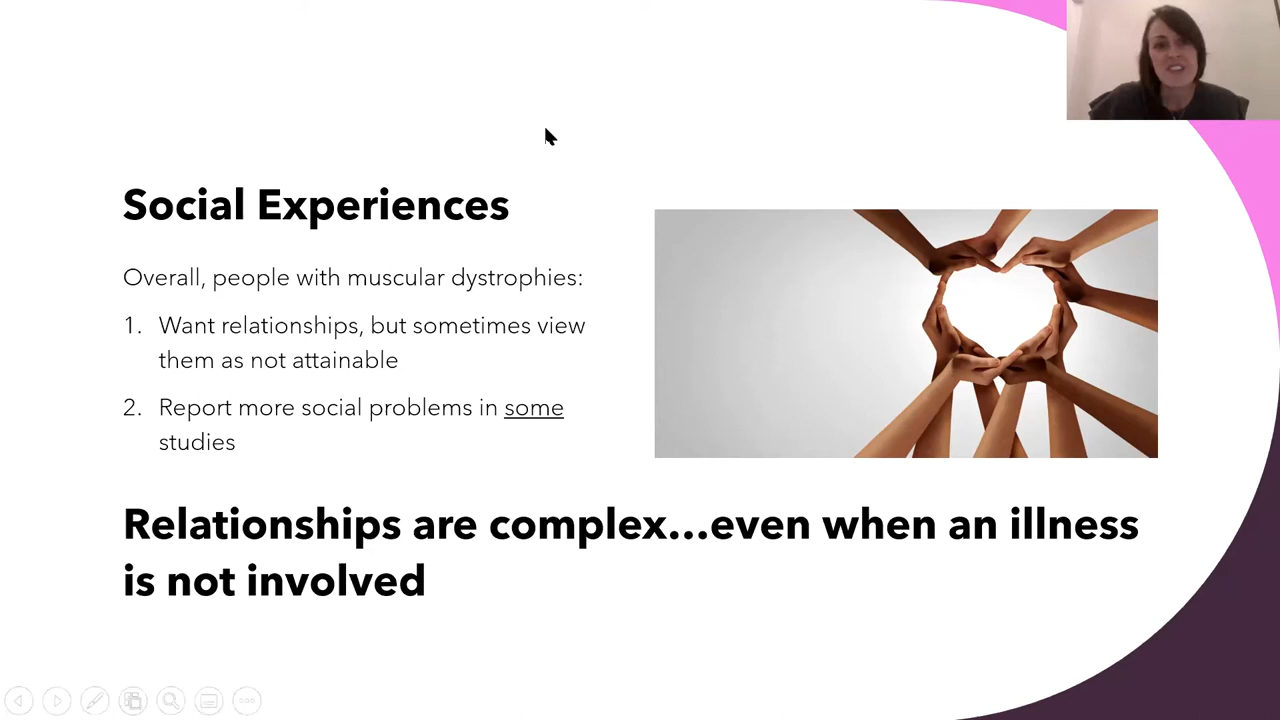 Social Experiences
Overall, people with muscular dystrophies:
1. Want relationships, but sometimes view
them as not attainable
2. Report more social problems in some
studies
Relationships are complex...even when an illness
is not involved